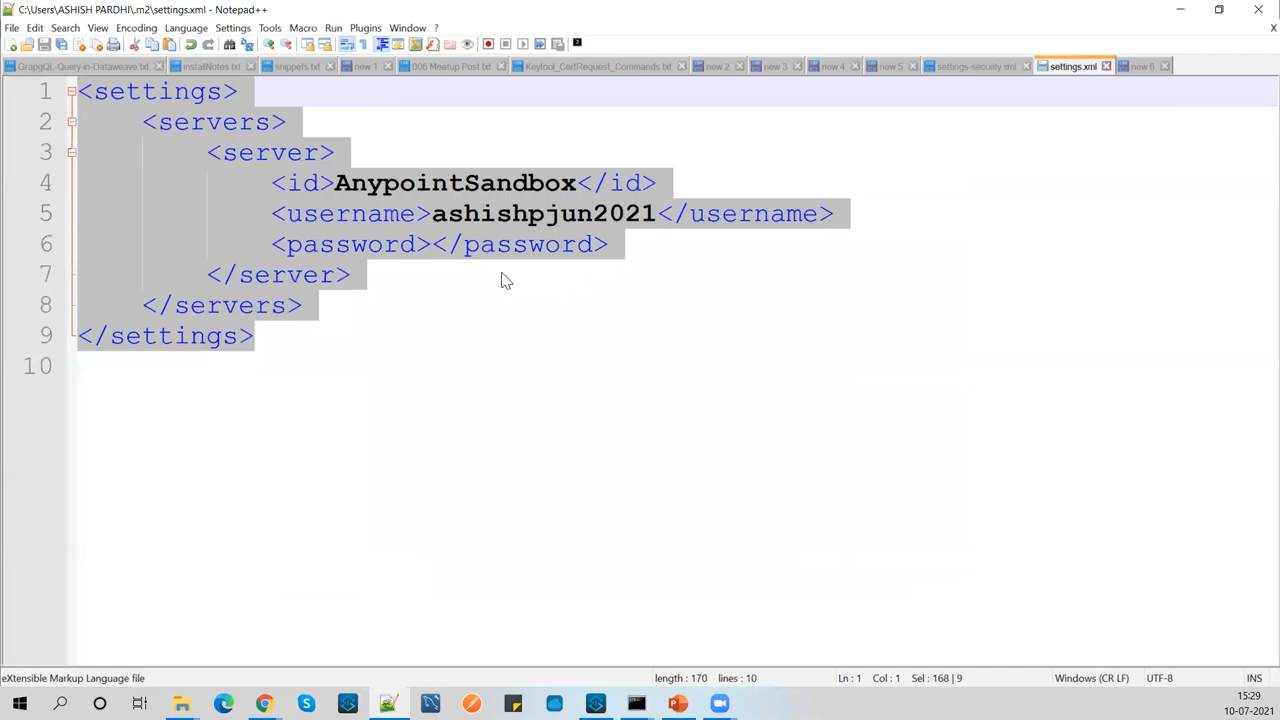 C:\Users\ASHISH PARDHI\.m2\settings.xml - Notepad++
File Edit Search View Encoding Language Settings Tools Macro Run Plugins Window ?
X
GrapgQL-Query-in-Dataweave.txt installNotes.txt snippets.txt new 1 006 Meetup Post.txt Keytool_CertRequest_Commands.txt new 2 new 3 new 4 new 5 settings-security.xml settings.xml new 6
1 <settings>
2 <servers>
3 <server>
4 <id>AnypointSandbox</id>
5 <username>ashishpjun2021</username>
6 <password></password>
7 </server>
8 </servers>
9 </settings>
10
eXtensible Markup Language file length : 170 lines : 10 Ln : 1 Col : 1 Sel : 168 | 9 Windows (CR LF) UTF-8 INS
15:29
10-07-2021